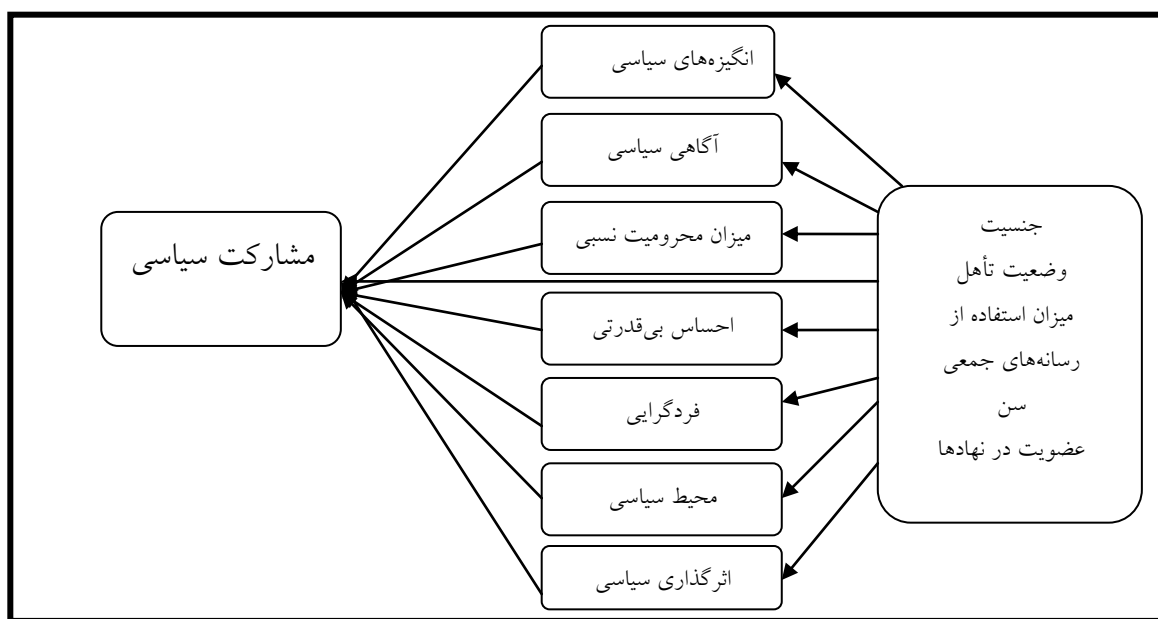 انگیزه‌های سیاسی
آگاهی سیاسی
میزان محرومیت نسبی
احساس بی‌قدرتی
فردگرایی
محیط سیاسی
اثرگذاری سیاسی
جنسیت
وضعیت تأهل
میزان استفاده از
رسانه‌های جمعی
سن
عضویت در نهادها
مشارکت سیاسی